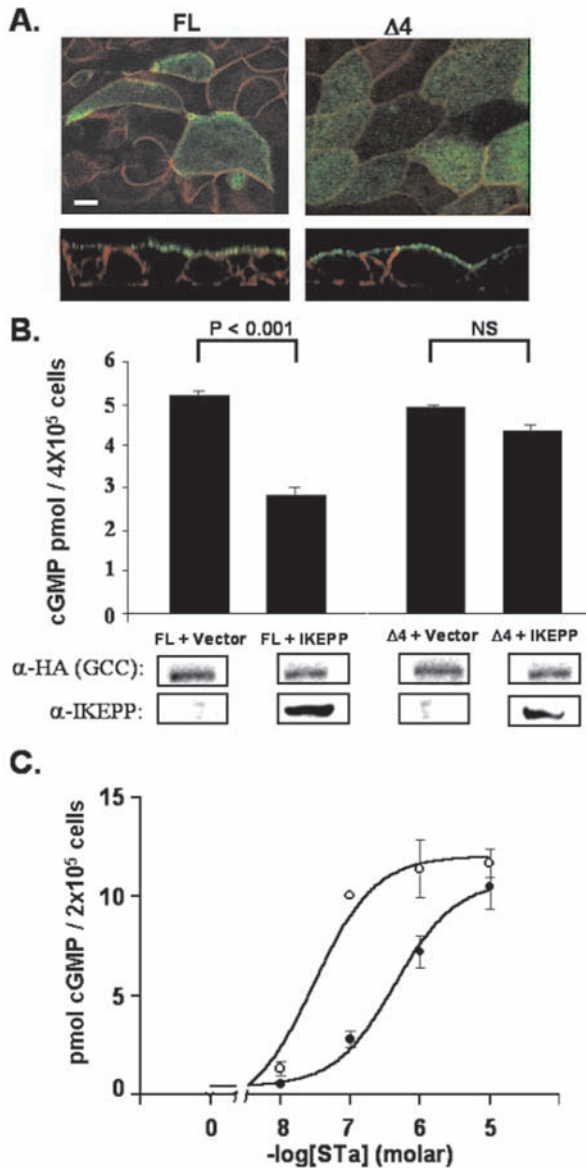 A.
FL Δ4
B.
P < 0.001 NS
cGMP pmol / 4X10⁵ cells
6
5
4
3
2
1
0
FL + Vector FL + IKEPP Δ4 + Vector Δ4 + IKEPP
α-HA (GCC):
α-IKEPP:
C.
pmol cGMP / 2x10⁵ cells
15
10
5
0
0 8 7 6 5
-log[STa] (molar)